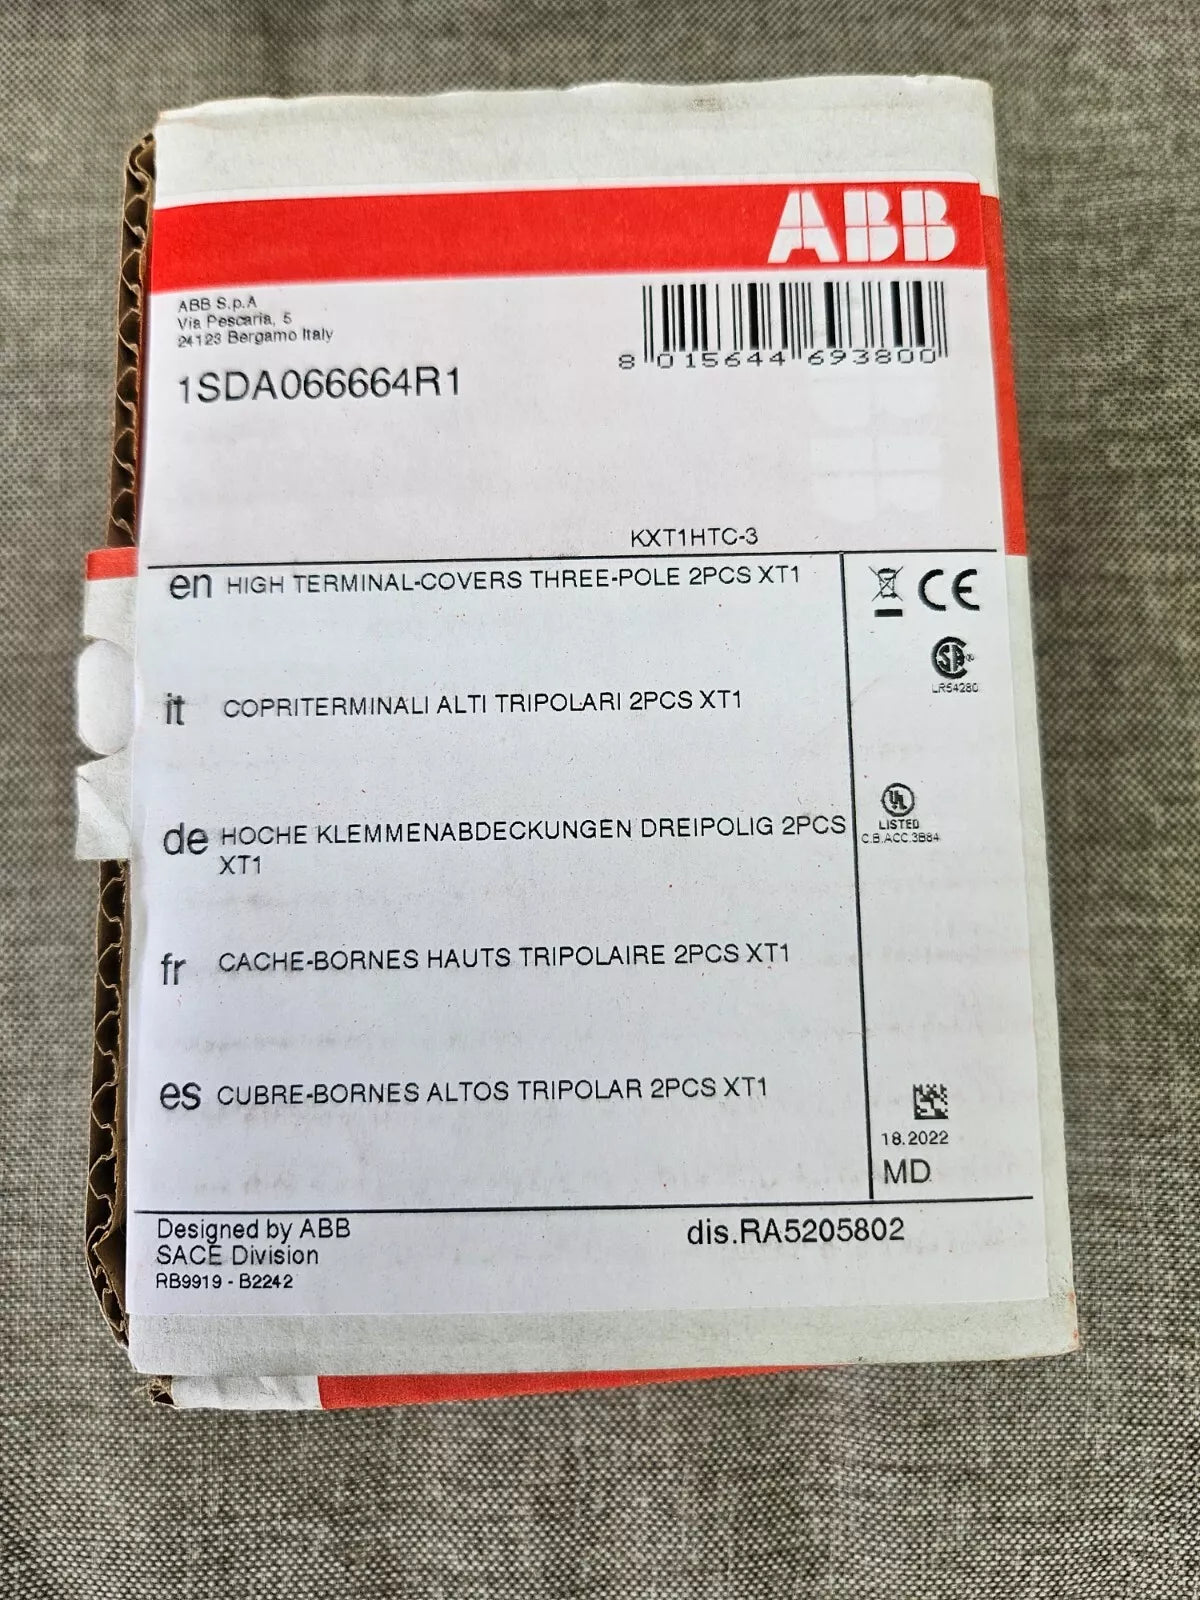 ABB
ABB S.p.A
Via Pescaria, 5
24123 Bergamo Italy
8 015644 693800
1SDA066664R1
KXT1HTC-3
en HIGH TERMINAL-COVERS THREE-POLE 2PCS XT1
CE
SA®
LR54280
it COPRITERMINALI ALTI TRIPOLARI 2PCS XT1
UL
LISTED
C.B.ACC.3B84
de HOCHE KLEMMENABDECKUNGEN DREIPOLIG 2PCS
XT1
fr CACHE-BORNES HAUTS TRIPOLAIRE 2PCS XT1
es CUBRE-BORNES ALTOS TRIPOLAR 2PCS XT1
18.2022
MD
Designed by ABB
SACE Division
RB9919 - B2242
dis.RA5205802